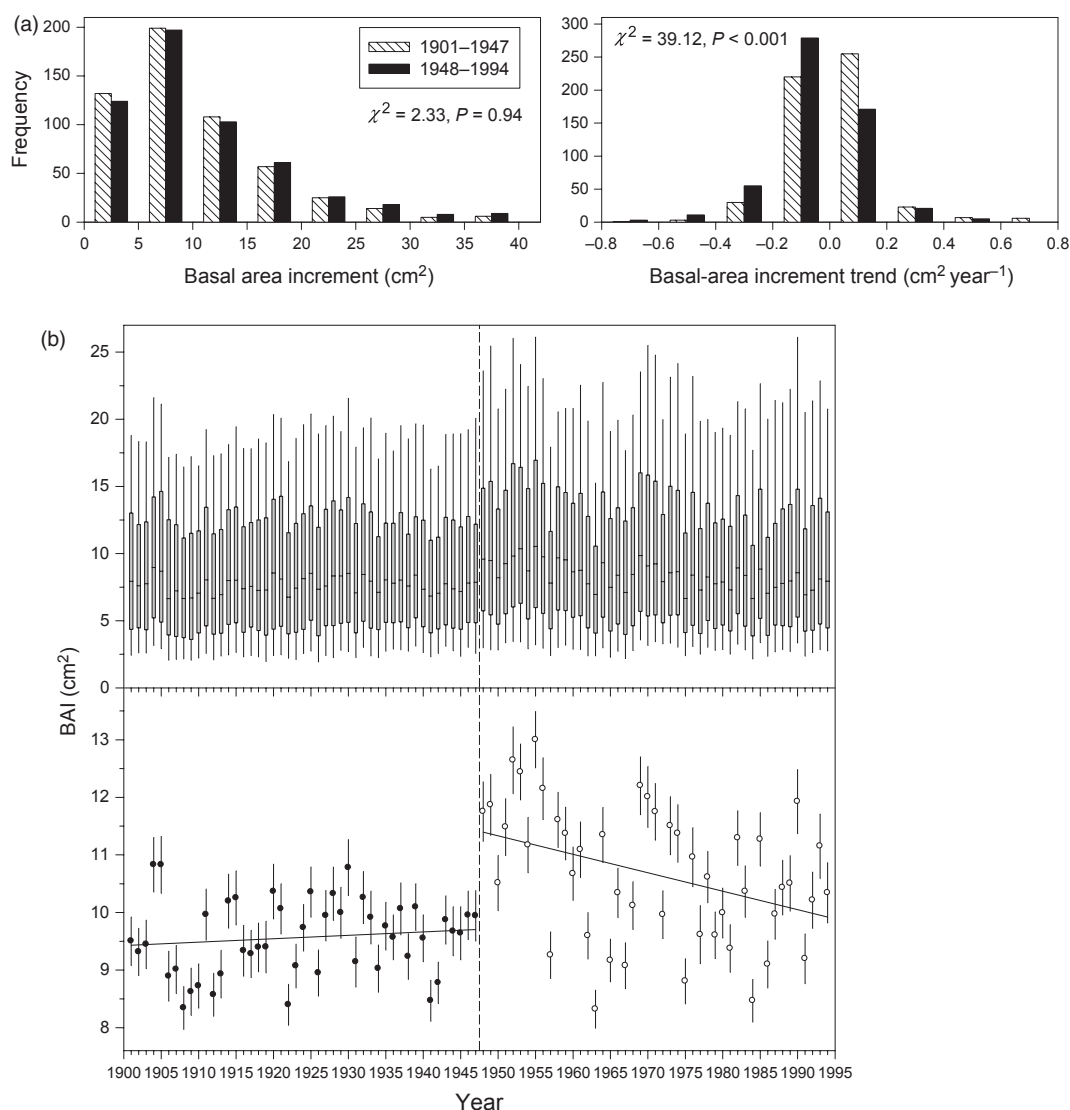 (a)
200
150
100
50
0
Frequency
1901–1947
1948–1994
χ2 = 2.33, P = 0.94
0 5 10 15 20 25 30 35 40
Basal area increment (cm2)
300
250
200
150
100
50
0
χ2 = 39.12, P < 0.001
–0.8 –0.6 –0.4 –0.2 0.0 0.2 0.4 0.6 0.8
Basal-area increment trend (cm2 year–1)
(b)
25
20
15
10
5
0
BAI (cm2)
13
12
11
10
9
8
1900 1905 1910 1915 1920 1925 1930 1935 1940 1945 1950 1955 1960 1965 1970 1975 1980 1985 1990 1995
Year